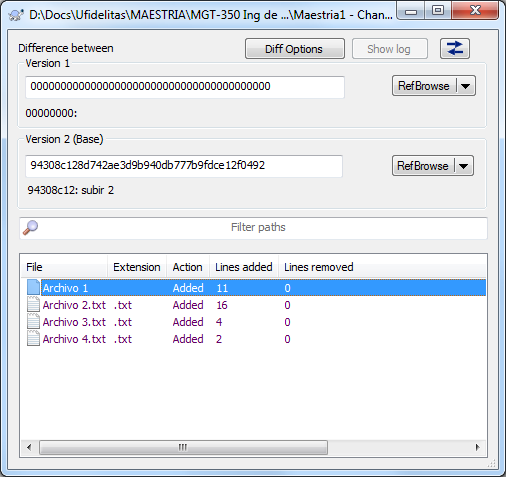 D:\Docs\Ufidelitas\MAESTRIA\MGT-350 Ing de ...\Maestria1 - Chan...
Difference between
Diff Options
Show log
Version 1
0000000000000000000000000000000000000000
RefBrowse
00000000:
Version 2 (Base)
94308c128d742ae3d9b940db777b9fdce12f0492
RefBrowse
94308c12: subir 2
Filter paths
File Extension Action Lines added Lines removed
Archivo 1 Added 11 0
Archivo 2.txt .txt Added 16 0
Archivo 3.txt .txt Added 4 0
Archivo 4.txt .txt Added 2 0